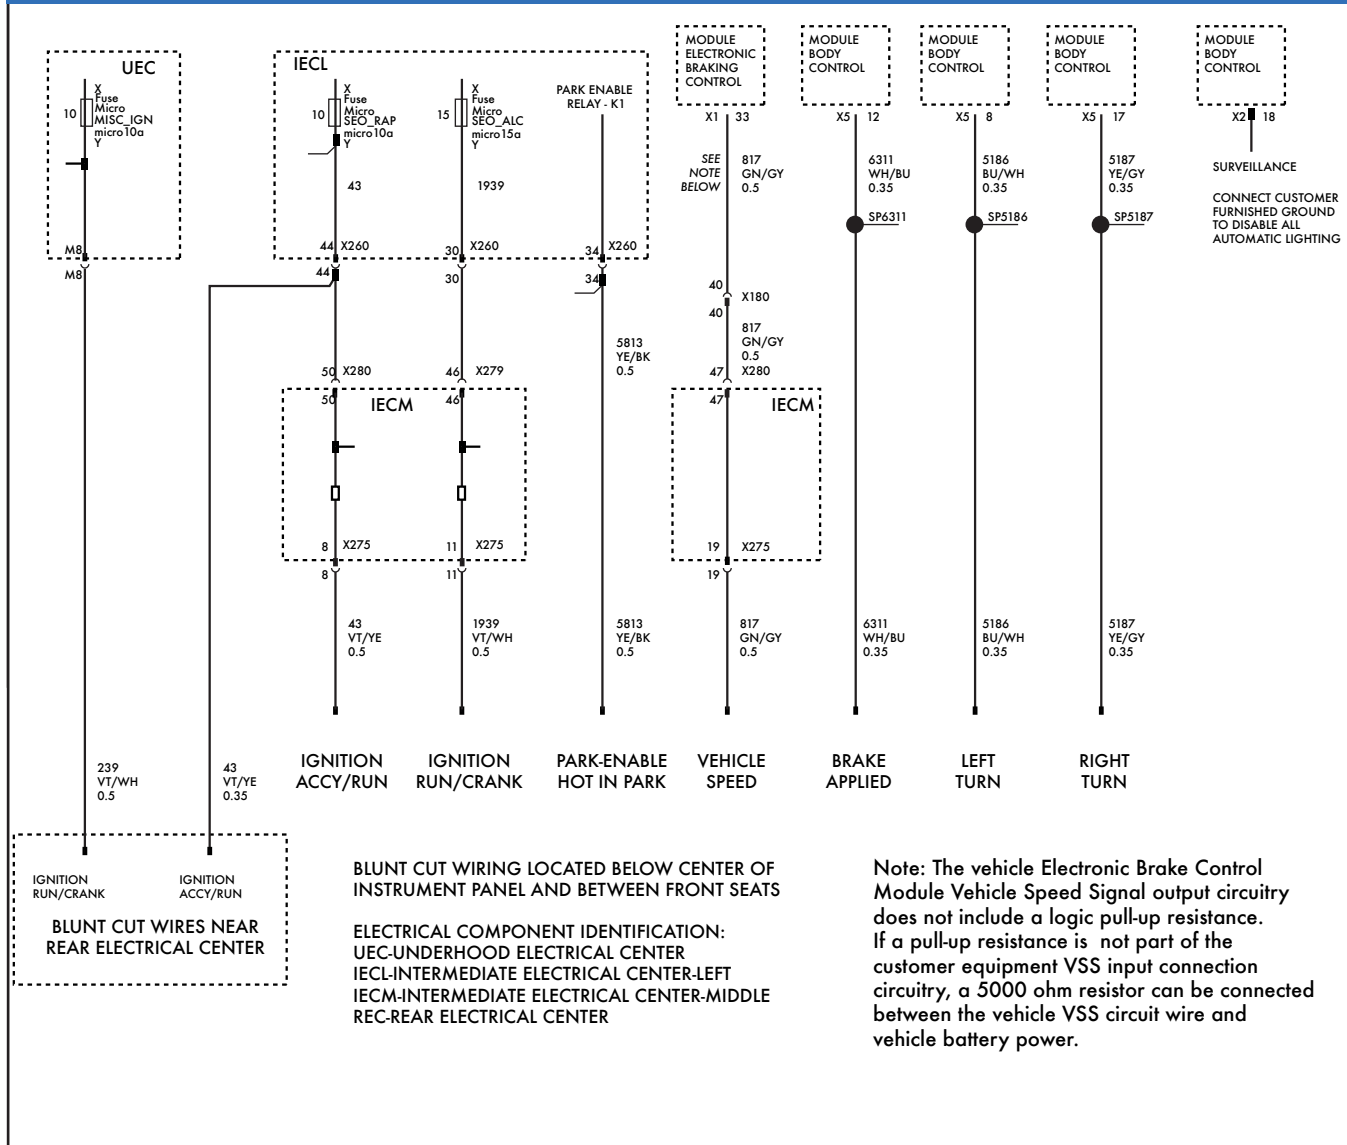 UEC
X
Fuse
Micro
MISC_IGN
micro10a
Y
10
M8
M8
IECL
X
Fuse
Micro
SEO_RAP
micro10a
Y
10
43
44 X260
44
X
Fuse
Micro
SEO_ALC
micro15a
Y
15
1939
30 X260
30
PARK ENABLE
RELAY - K1
34 X260
34
MODULE
ELECTRONIC
BRAKING
CONTROL
X1 33
SEE
NOTE
BELOW
817
GN/GY
0.5
MODULE
BODY
CONTROL
X5 12
6311
WH/BU
0.35
SP6311
MODULE
BODY
CONTROL
X5 8
5186
BU/WH
0.35
SP5186
MODULE
BODY
CONTROL
X5 17
5187
YE/GY
0.35
SP5187
MODULE
BODY
CONTROL
X2 18
SURVEILLANCE
CONNECT CUSTOMER
FURNISHED GROUND
TO DISABLE ALL
AUTOMATIC LIGHTING
40
X180
40
817
GN/GY
0.5
5813
YE/BK
0.5
50 X280
50
46 X279
46
IECM
47 X280
47
IECM
8 X275
8
11 X275
11
19 X275
19
43
VT/YE
0.5
1939
VT/WH
0.5
5813
YE/BK
0.5
817
GN/GY
0.5
6311
WH/BU
0.35
5186
BU/WH
0.35
5187
YE/GY
0.35
IGNITION
ACCY/RUN
IGNITION
RUN/CRANK
PARK-ENABLE
HOT IN PARK
VEHICLE
SPEED
BRAKE
APPLIED
LEFT
TURN
RIGHT
TURN
239
VT/WH
0.5
43
VT/YE
0.35
IGNITION
RUN/CRANK
IGNITION
ACCY/RUN
BLUNT CUT WIRES NEAR
REAR ELECTRICAL CENTER
BLUNT CUT WIRING LOCATED BELOW CENTER OF
INSTRUMENT PANEL AND BETWEEN FRONT SEATS
ELECTRICAL COMPONENT IDENTIFICATION:
UEC-UNDERHOOD ELECTRICAL CENTER
IECL-INTERMEDIATE ELECTRICAL CENTER-LEFT
IECM-INTERMEDIATE ELECTRICAL CENTER-MIDDLE
REC-REAR ELECTRICAL CENTER
Note: The vehicle Electronic Brake Control
Module Vehicle Speed Signal output circuitry
does not include a logic pull-up resistance.
If a pull-up resistance is not part of the
customer equipment VSS input connection
circuitry, a 5000 ohm resistor can be connected
between the vehicle VSS circuit wire and
vehicle battery power.